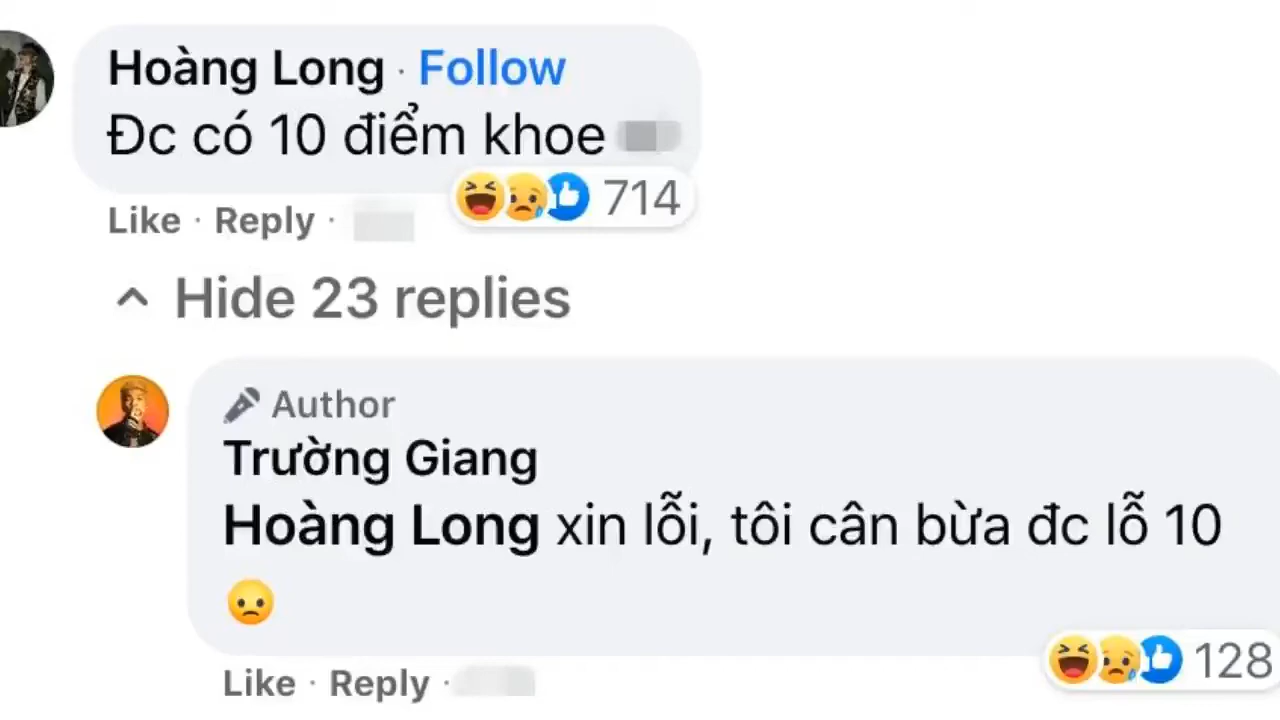 Hoàng Long · Follow
Đc có 10 điểm khoe
714
Like · Reply ·
Hide 23 replies
Author
Trường Giang
Hoàng Long xin lỗi, tôi cân bừa đc lỗ 10
128
Like · Reply ·